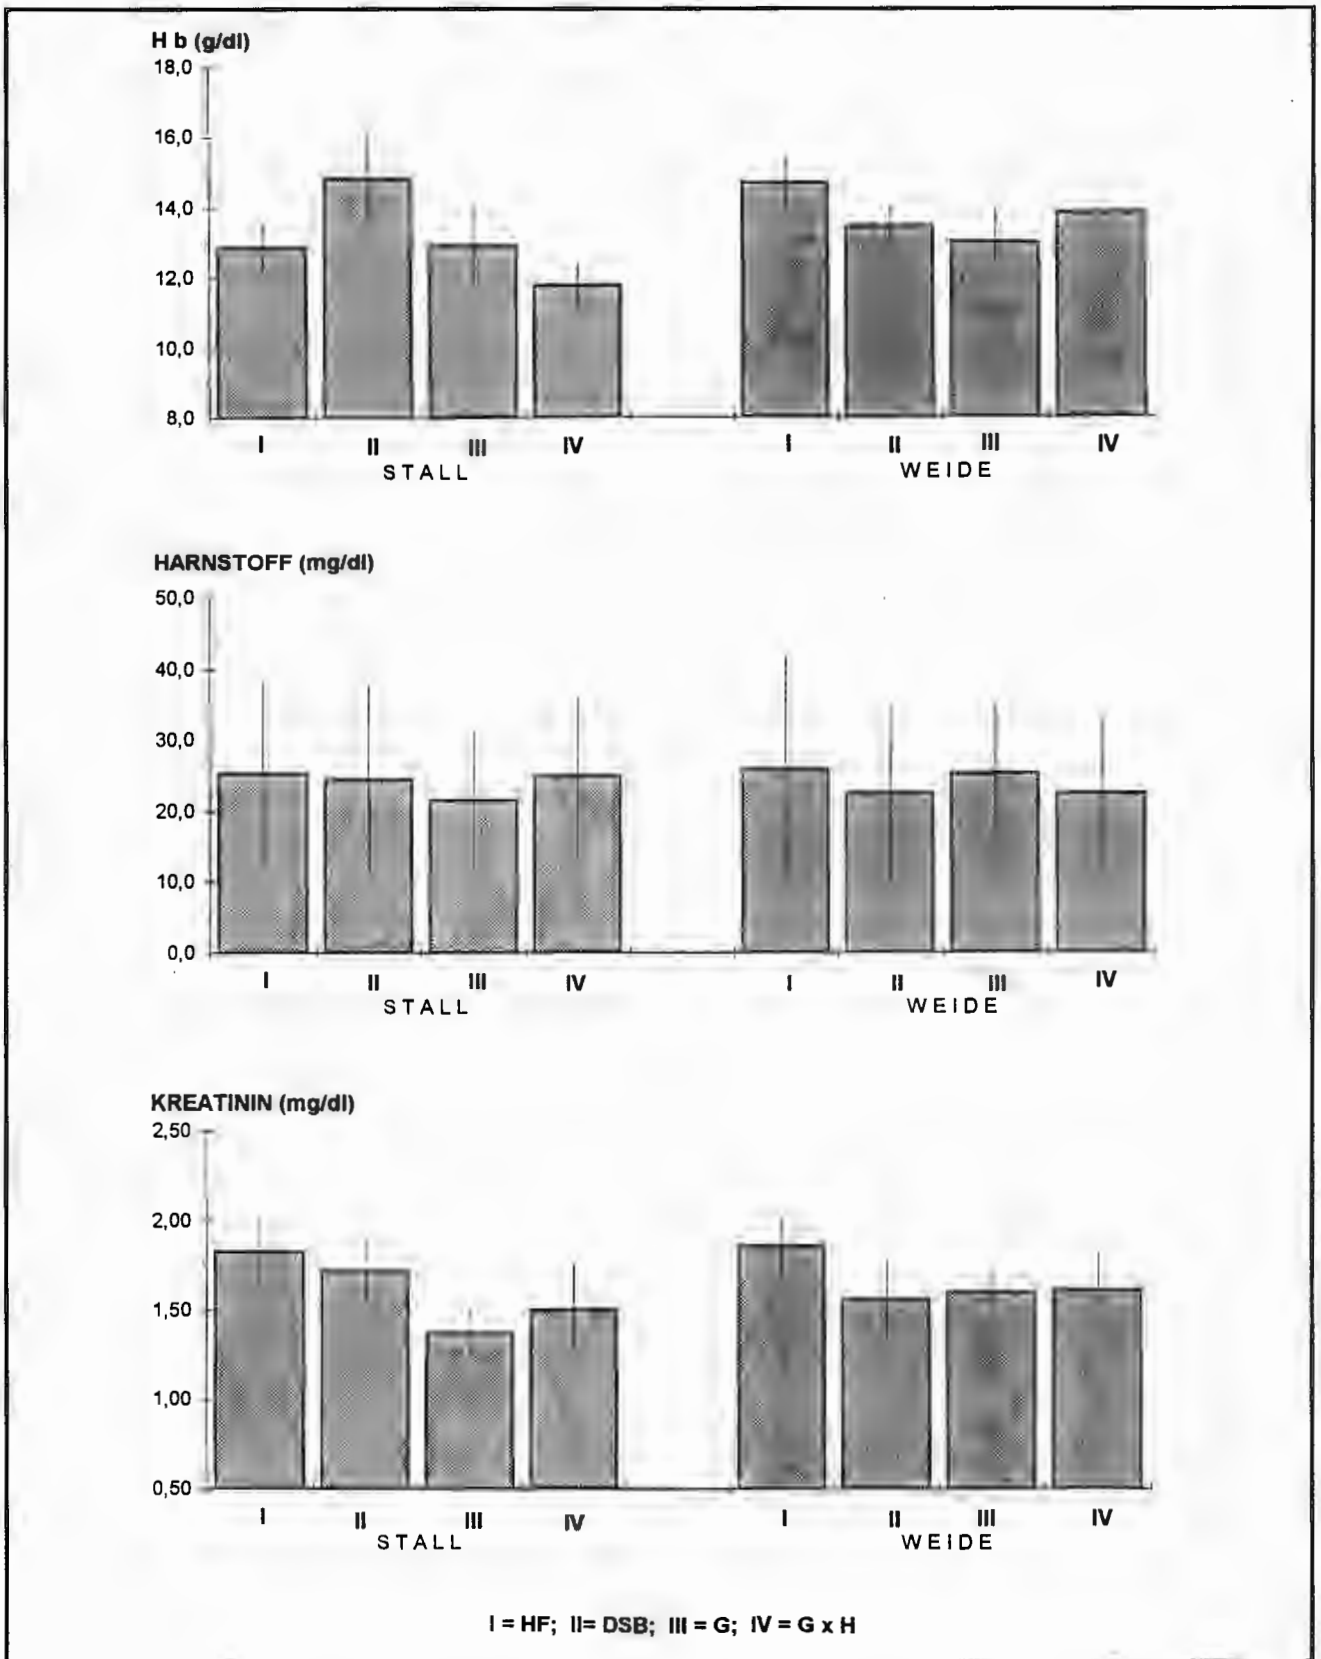 H b (g/dl)
18,0
16,0
14,0
12,0
10,0
8,0
I II III IV I II III IV
STALL WEIDE
HARNSTOFF (mg/dl)
50,0
40,0
30,0
20,0
10,0
0,0
I II III IV I II III IV
STALL WEIDE
KREATININ (mg/dl)
2,50
2,00
1,50
1,00
0,50
I II III IV I II III IV
STALL WEIDE
I = HF; II= DSB; III = G; IV = G x H